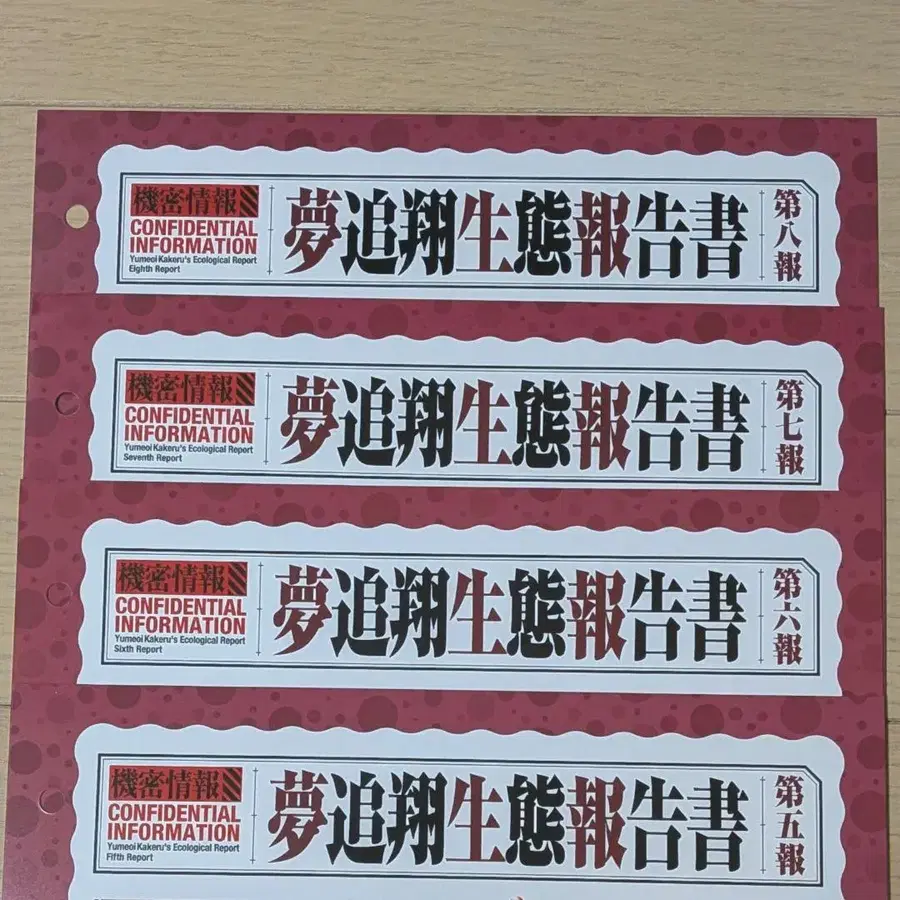 機密情報
CONFIDENTIAL
INFORMATION
Yumeoi Kakeru's Ecological Report
Eighth Report
夢追翔生態報告書
第八報
機密情報
CONFIDENTIAL
INFORMATION
Yumeoi Kakeru's Ecological Report
Seventh Report
夢追翔生態報告書
第七報
機密情報
CONFIDENTIAL
INFORMATION
Yumeoi Kakeru's Ecological Report
Sixth Report
夢追翔生態報告書
第六報
機密情報
CONFIDENTIAL
INFORMATION
Yumeoi Kakeru's Ecological Report
Fifth Report
夢追翔生態報告書
第五報